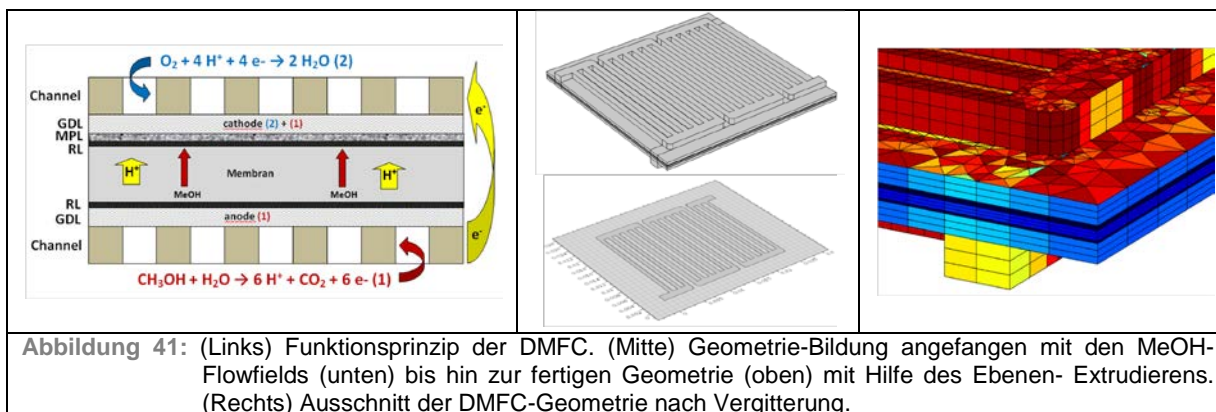 O₂ + 4 H⁺ + 4 e- → 2 H₂O (2)
Channel
e⁻
GDL
cathode (2) + (1)
MPL
RL
H⁺
Membran
H⁺
MeOH
MeOH
RL
anode (1)
GDL
Channel
e⁻
CH₃OH + H₂O → 6 H⁺ + CO₂ + 6 e- (1)
Abbildung 41: (Links) Funktionsprinzip der DMFC. (Mitte) Geometrie-Bildung angefangen mit den MeOH-
Flowfields (unten) bis hin zur fertigen Geometrie (oben) mit Hilfe des Ebenen- Extrudierens.
(Rechts) Ausschnitt der DMFC-Geometrie nach Vergitterung.